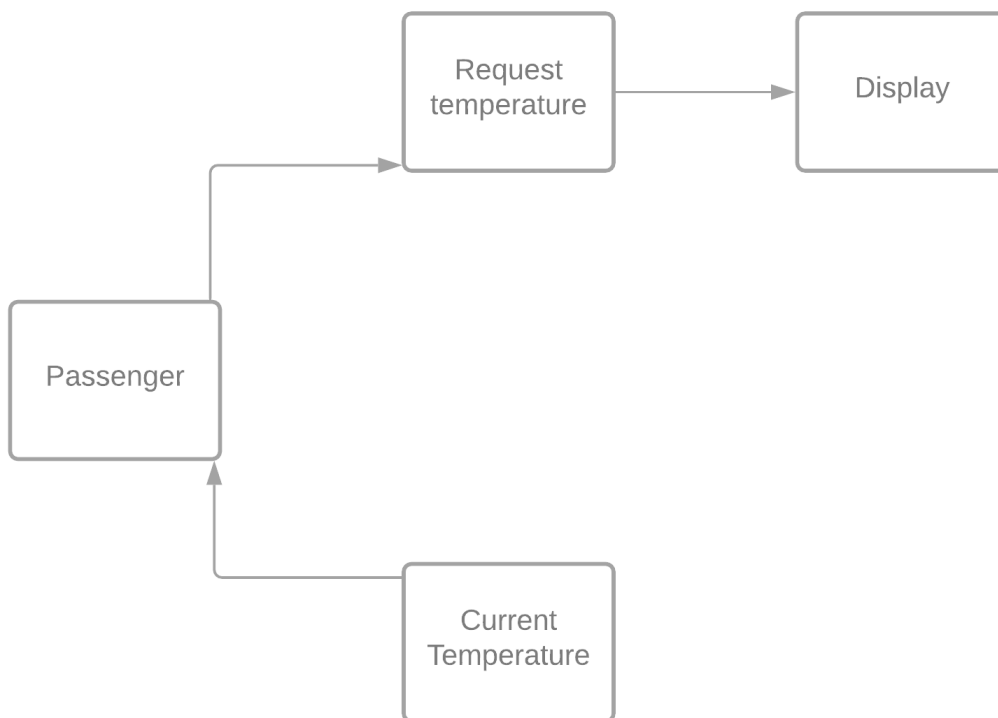 Request
temperature
Display
Passenger
Current
Temperature